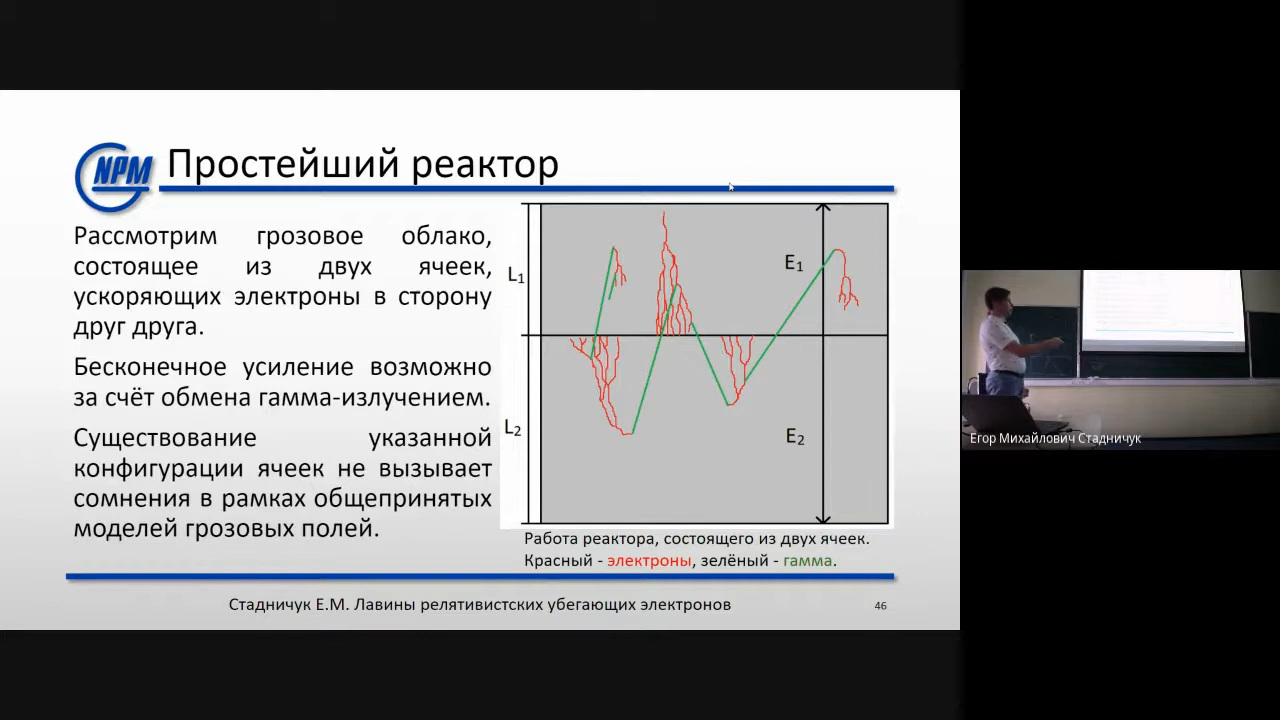 NPM
Простейший реактор
Рассмотрим грозовое облако,
состоящее из двух ячеек,
ускоряющих электроны в сторону
друг друга.
Бесконечное усиление возможно
за счёт обмена гамма-излучением.
Существование указанной
конфигурации ячеек не вызывает
сомнения в рамках общепринятых
моделей грозовых полей.
L₁
E₁
L₂
E₂
Работа реактора, состоящего из двух ячеек.
Красный - электроны, зелёный - гамма.
Стадничук Е.М. Лавины релятивистских убегающих электронов
46
Егор Михайлович Стадничук